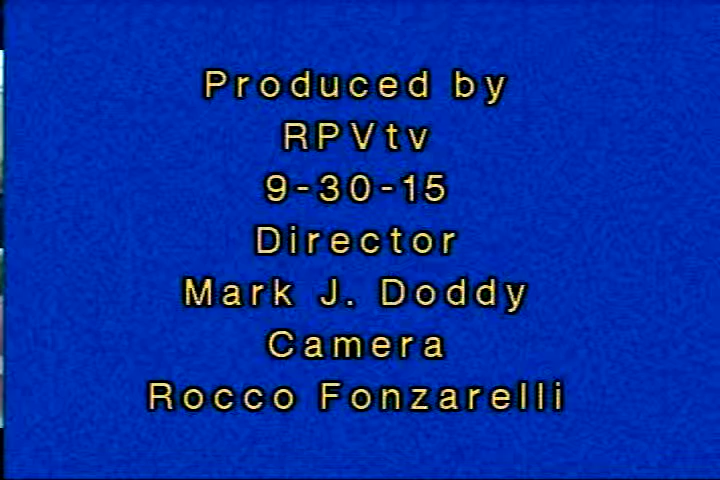 Produced by
RPVtv
9-30-15
Director
Mark J. Doddy
Camera
Rocco Fonzarelli